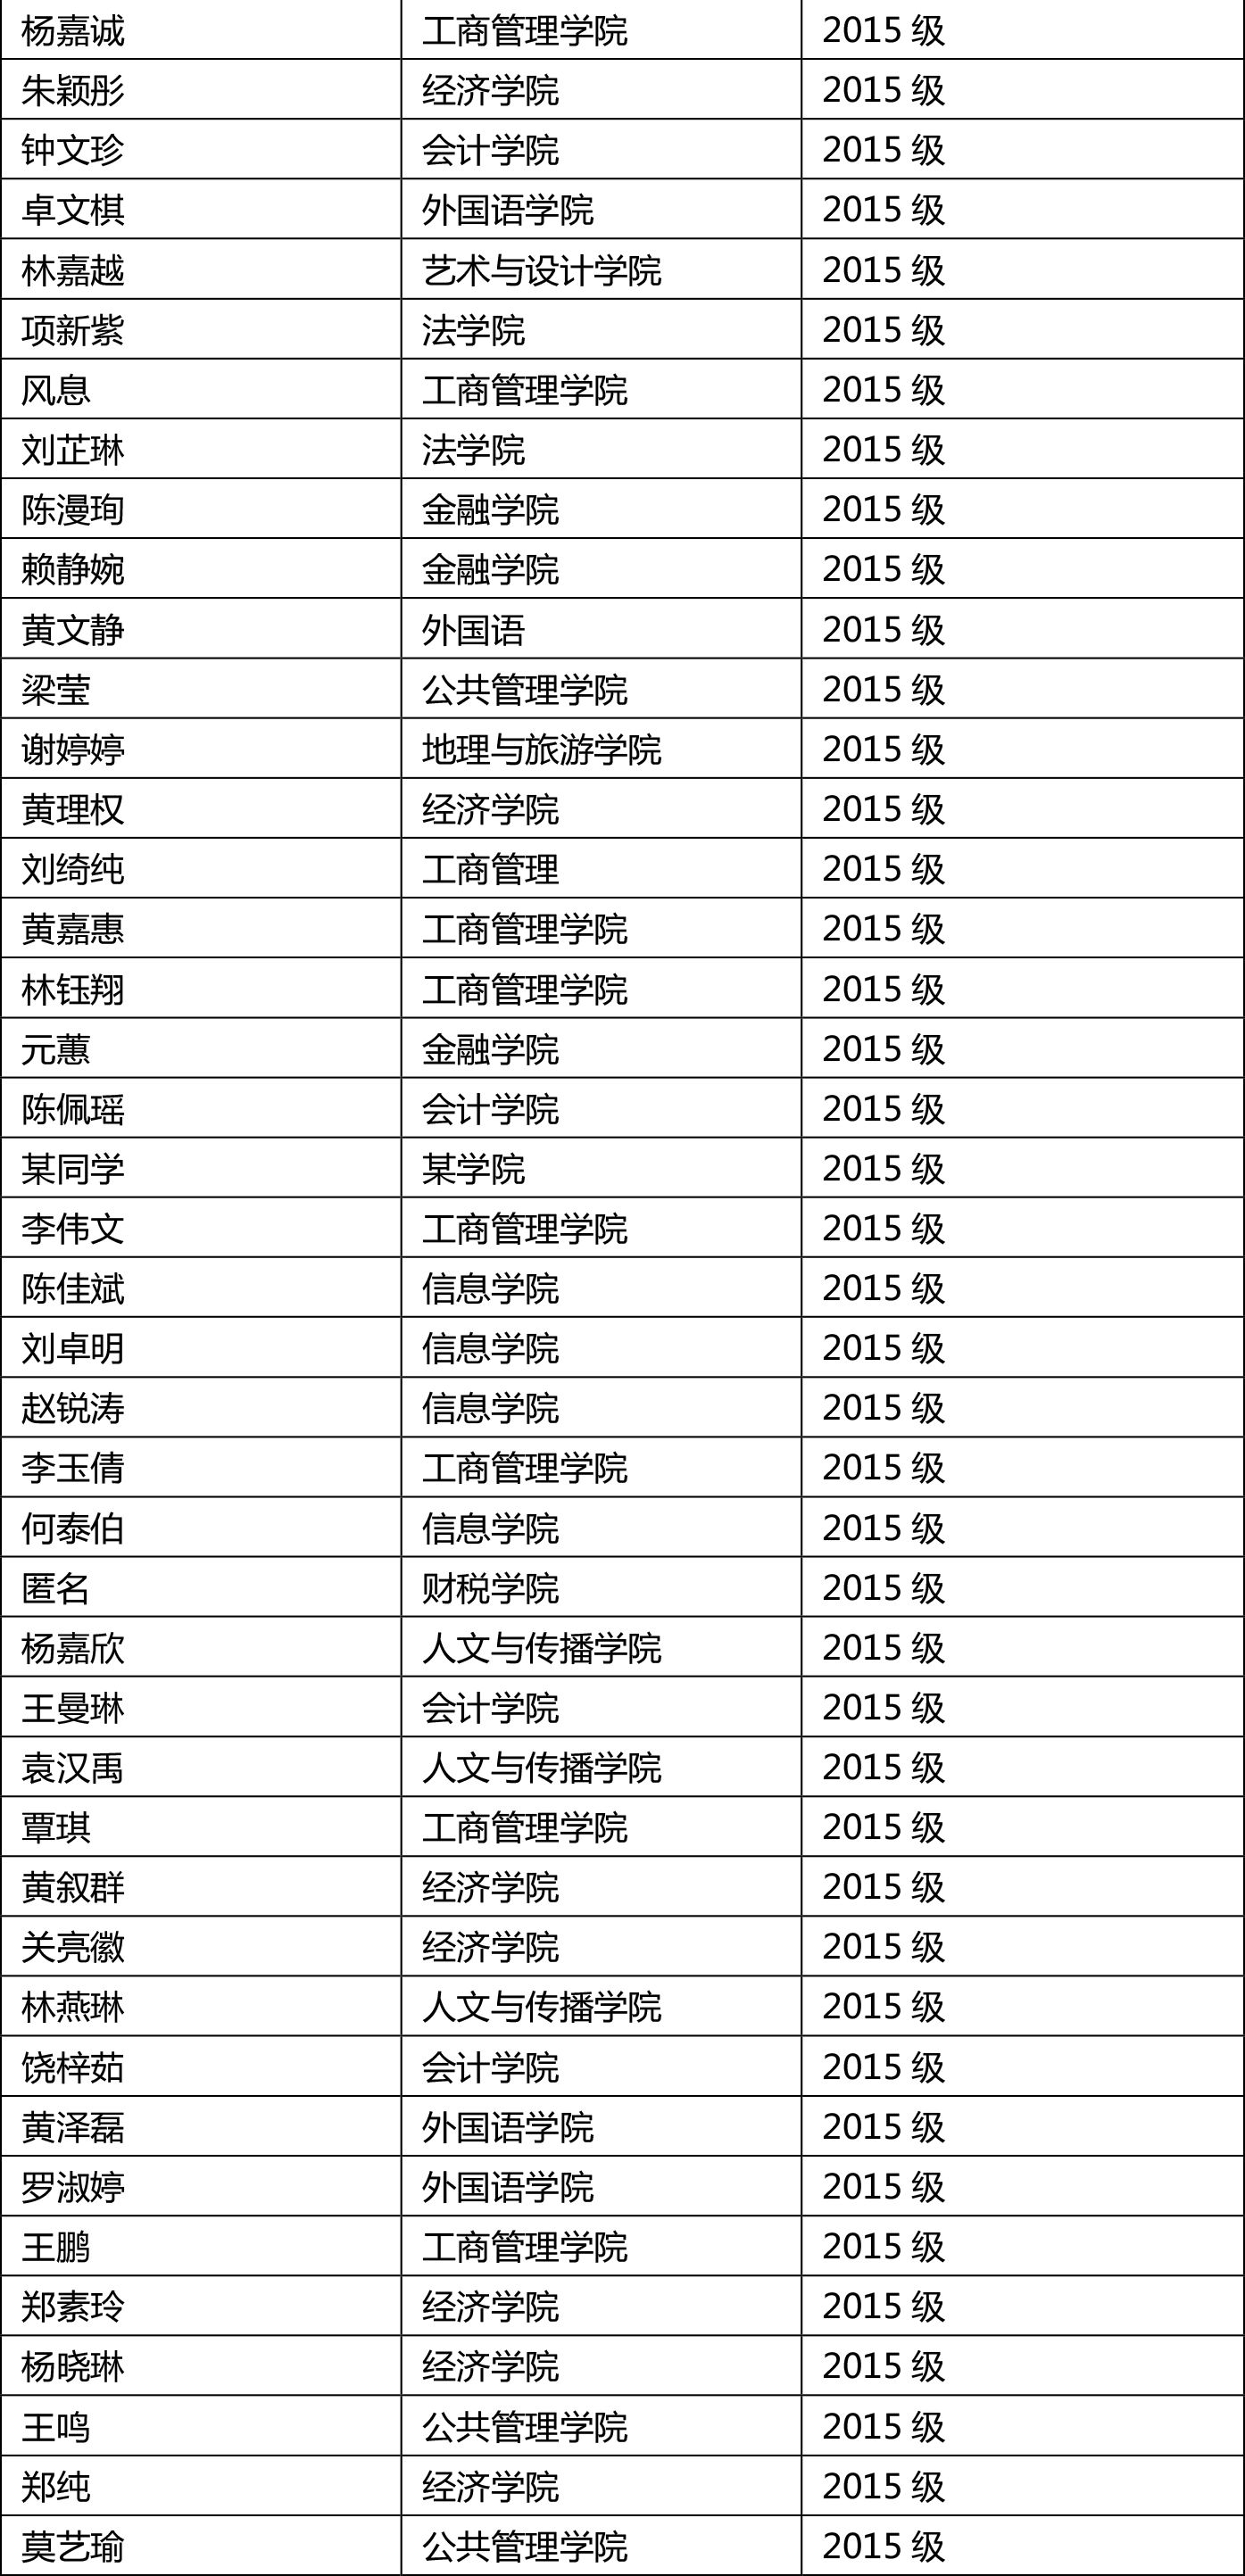 杨嘉诚 工商管理学院 2015 级
朱颖彤 经济学院 2015 级
钟文珍 会计学院 2015 级
卓文棋 外国语学院 2015 级
林嘉越 艺术与设计学院 2015 级
项新紫 法学院 2015 级
风息 工商管理学院 2015 级
刘芷琳 法学院 2015 级
陈漫珣 金融学院 2015 级
赖静婉 金融学院 2015 级
黄文静 外国语 2015 级
梁莹 公共管理学院 2015 级
谢婷婷 地理与旅游学院 2015 级
黄理权 经济学院 2015 级
刘绮纯 工商管理 2015 级
黄嘉惠 工商管理学院 2015 级
林钰翔 工商管理学院 2015 级
元蕙 金融学院 2015 级
陈佩瑶 会计学院 2015 级
某同学 某学院 2015 级
李伟文 工商管理学院 2015 级
陈佳斌 信息学院 2015 级
刘卓明 信息学院 2015 级
赵锐涛 信息学院 2015 级
李玉倩 工商管理学院 2015 级
何泰伯 信息学院 2015 级
匿名 财税学院 2015 级
杨嘉欣 人文与传播学院 2015 级
王曼琳 会计学院 2015 级
袁汉禹 人文与传播学院 2015 级
覃琪 工商管理学院 2015 级
黄叙群 经济学院 2015 级
关亮徽 经济学院 2015 级
林燕琳 人文与传播学院 2015 级
饶梓茹 会计学院 2015 级
黄泽磊 外国语学院 2015 级
罗淑婷 外国语学院 2015 级
王鹏 工商管理学院 2015 级
郑素玲 经济学院 2015 级
杨晓琳 经济学院 2015 级
王鸣 公共管理学院 2015 级
郑纯 经济学院 2015 级
莫艺瑜 公共管理学院 2015 级